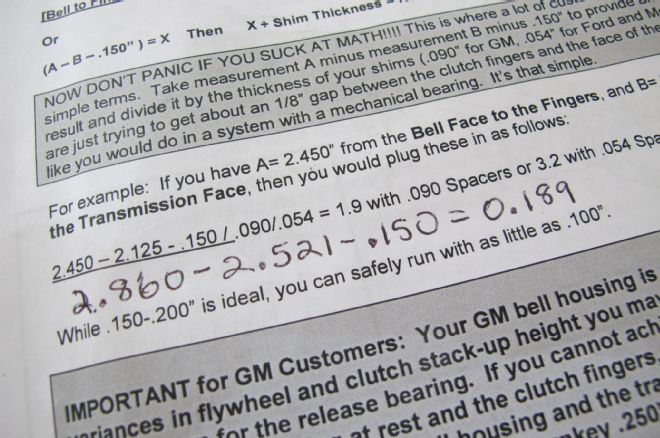 [Bell to
Or
(A – B – .150" ) = X Then X + Shim Thickness =
NOW DON'T PANIC IF YOU SUCK AT MATH!!!! This is where a lot of
simple terms. Take measurement A minus measurement B minus .150" to provide
result and divide it by the thickness of your shims (.090" for GM, .054" for Ford and
are just trying to get about an 1/8" gap between the clutch fingers and the face of the
like you would do in a system with a mechanical bearing. It's that simple.
For example: If you have A= 2.450" from the Bell Face to the Fingers, and B=
the Transmission Face, then you would plug these in as follows:
2.450 – 2.125 - .150 / .090/.054 = 1.9 with .090 Spacers or 3.2 with .054
2.860 - 2.521 - .150 = 0.189
While .150-.200" is ideal, you can safely run with as little as .100".
IMPORTANT for GM Customers: Your GM bell housing is
in flywheel and clutch stack-up height you may
for the release bearing. If you cannot
at rest and the clutch fingers,
housing and the
.250